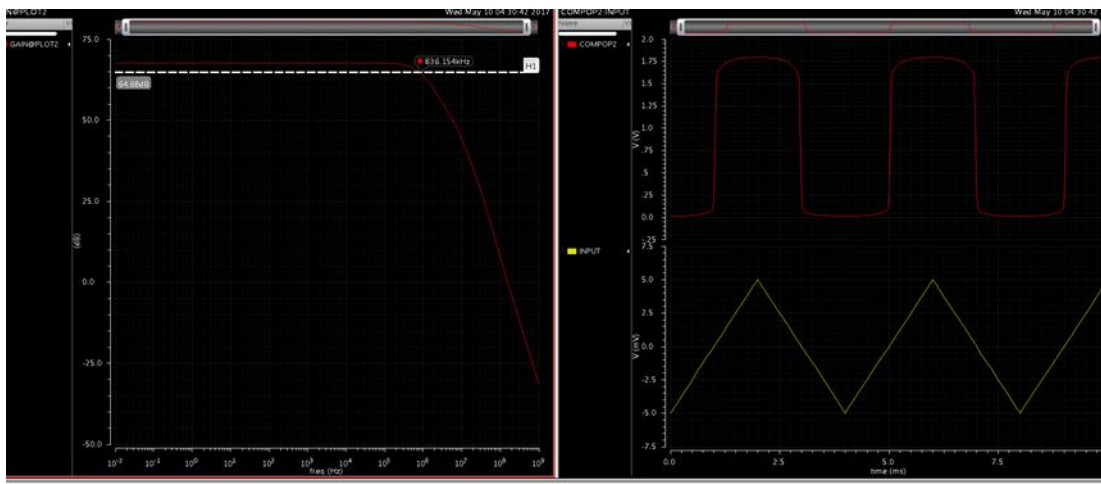 IN@PLOT2
Wed May 10 04:30:42 2017
GAIN@PLOT2
75.0
50.0
25.0
0.0
-25.0
-50.0
(dB)
H1
64.86dB
10-2 10-1 100 101 102 103 104 105 106 107 108 109
freq (Hz)
COMPOP2 INPUT
Wed May 10 04:30:42
Name
COMPOP2
2.0
1.75
1.5
1.25
1.0
.75
.5
.25
0.0
-.25
V (V)
INPUT
7.5
5.0
2.5
0.0
-2.5
-5.0
-7.5
V (mV)
0.0 2.5 5.0 7.5
time (ms)